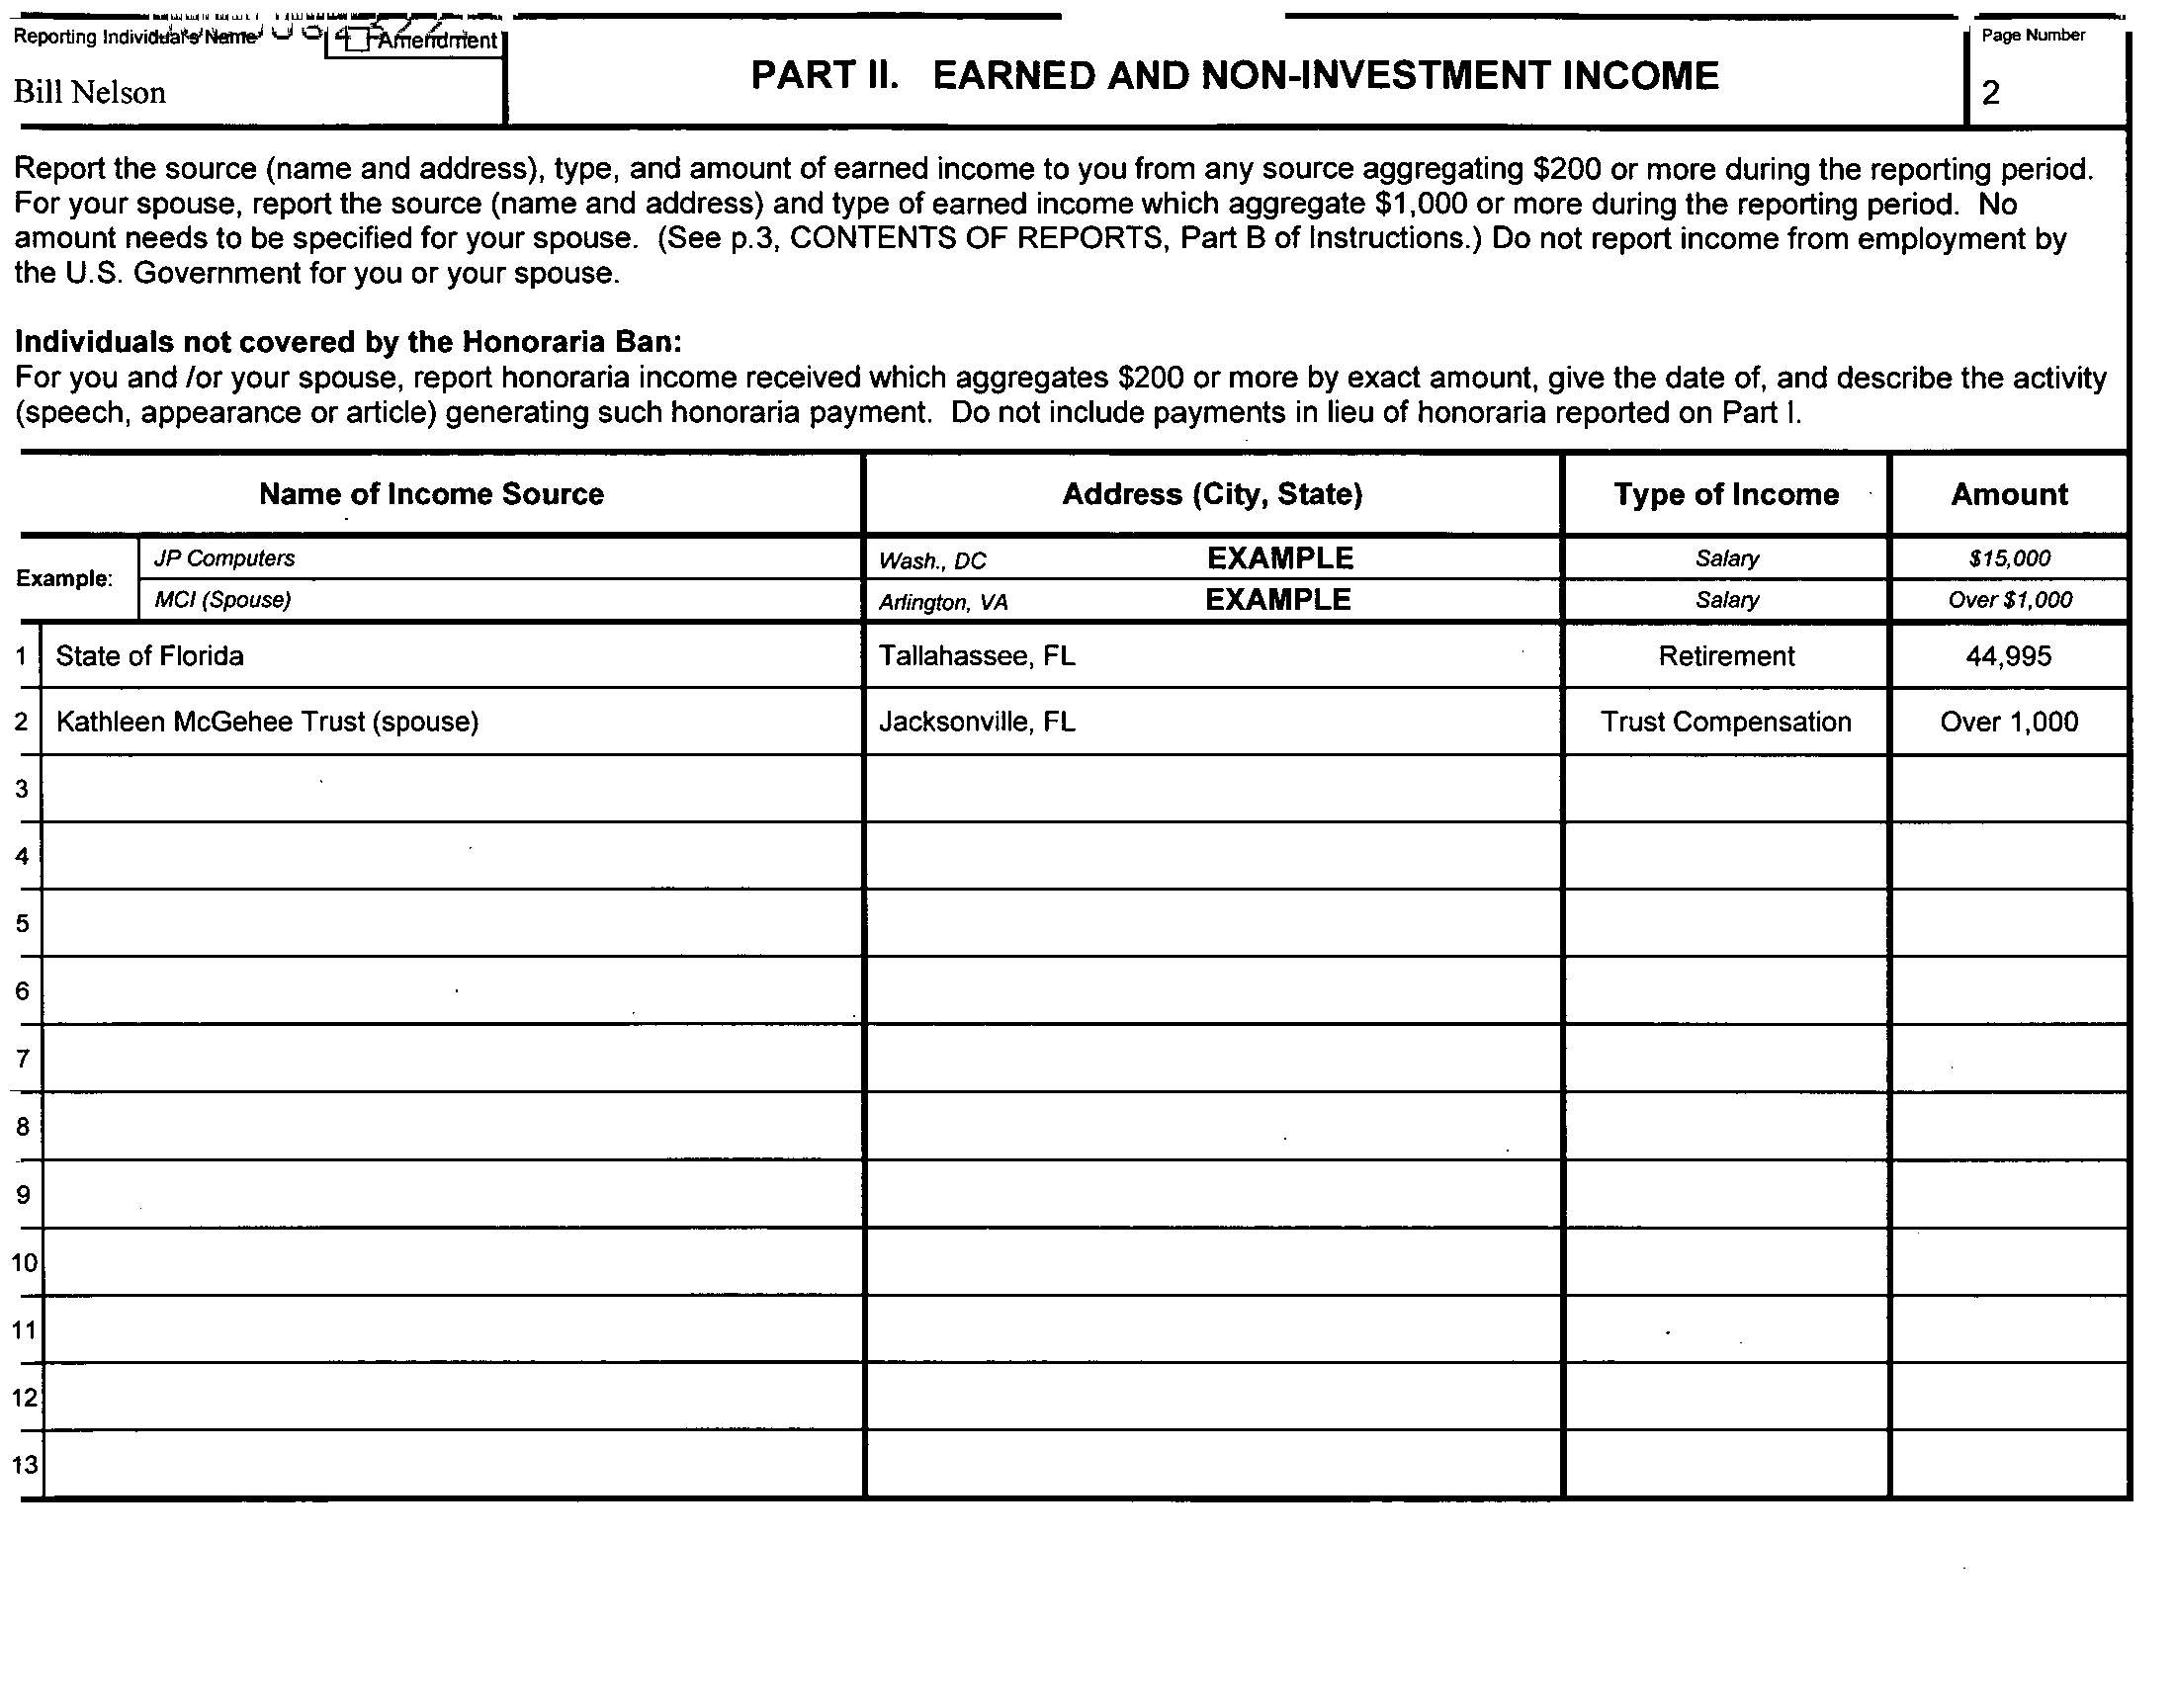 Reporting Individual's Name
Amendment
Bill Nelson
PART II. EARNED AND NON-INVESTMENT INCOME
Page Number
2
Report the source (name and address), type, and amount of earned income to you from any source aggregating $200 or more during the reporting period.
For your spouse, report the source (name and address) and type of earned income which aggregate $1,000 or more during the reporting period. No
amount needs to be specified for your spouse. (See p.3, CONTENTS OF REPORTS, Part B of Instructions.) Do not report income from employment by
the U.S. Government for you or your spouse.
Individuals not covered by the Honoraria Ban:
For you and /or your spouse, report honoraria income received which aggregates $200 or more by exact amount, give the date of, and describe the activity
(speech, appearance or article) generating such honoraria payment. Do not include payments in lieu of honoraria reported on Part I.
Name of Income Source Address (City, State) Type of Income Amount
Example:
JP Computers Wash., DC EXAMPLE Salary $15,000
MCI (Spouse) Arlington, VA EXAMPLE Salary Over $1,000
1 State of Florida Tallahassee, FL Retirement 44,995
2 Kathleen McGehee Trust (spouse) Jacksonville, FL Trust Compensation Over 1,000
3
4
5
6
7
8
9
10
11
12
13